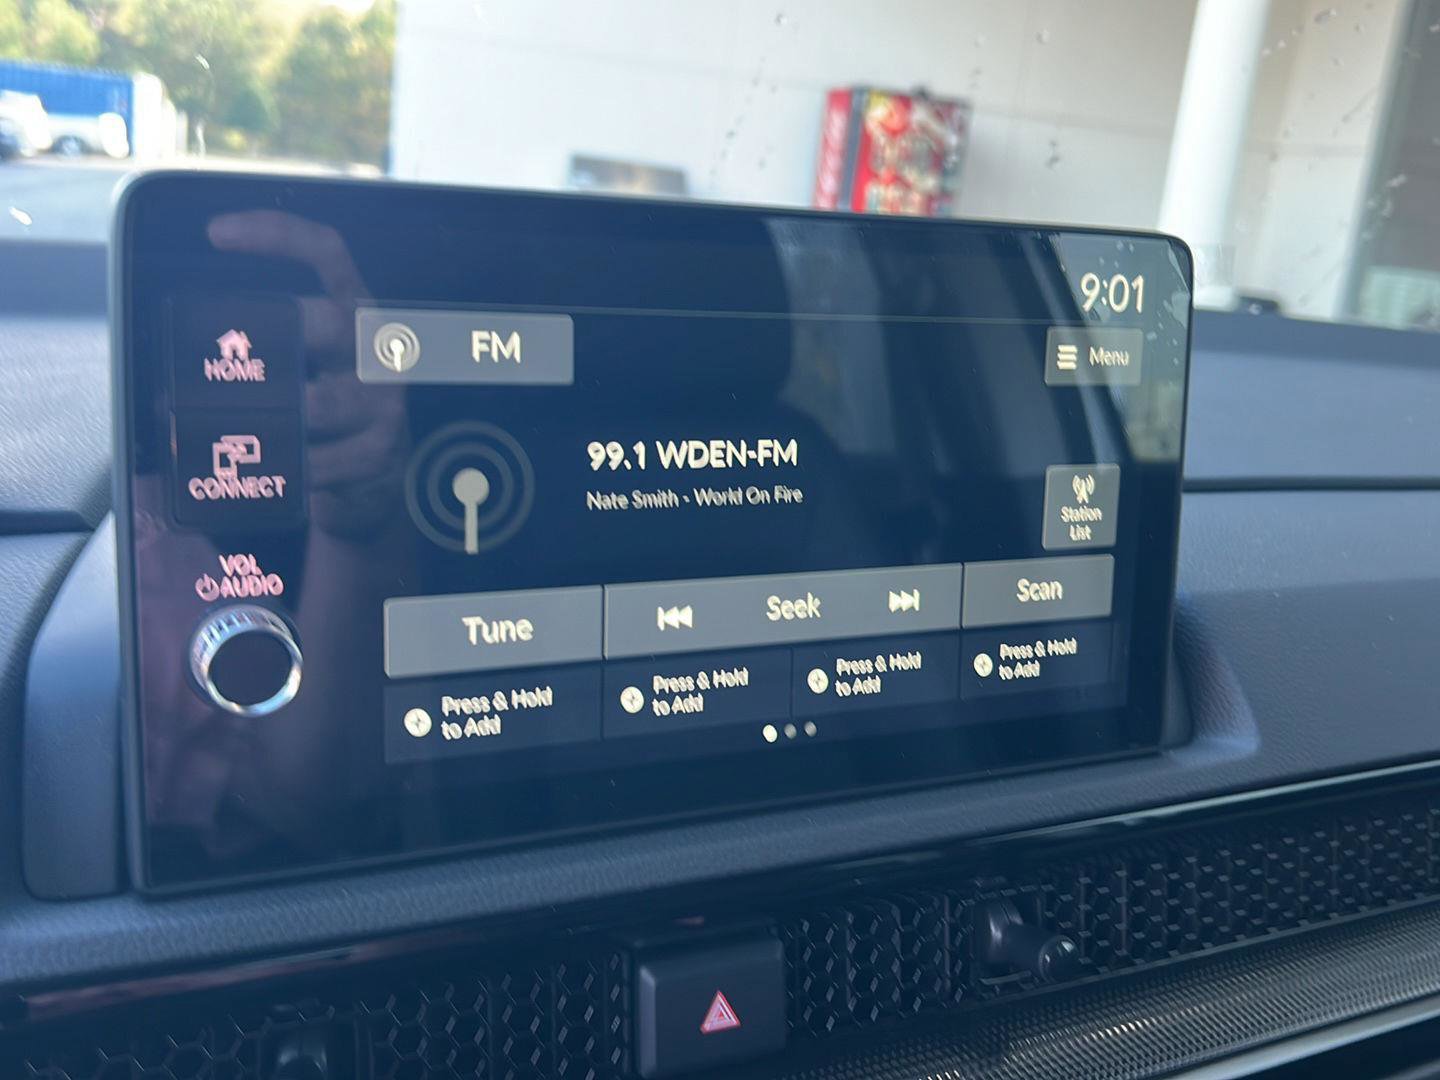 9:01
FM
Menu
HOME
CONNECT
VOL
AUDIO
99.1 WDEN-FM
Nate Smith - World On Fire
Station
List
Tune
Seek
Scan
Press & Hold
to Add
Press & Hold
to Add
Press & Hold
to Add
Press & Hold
to Add